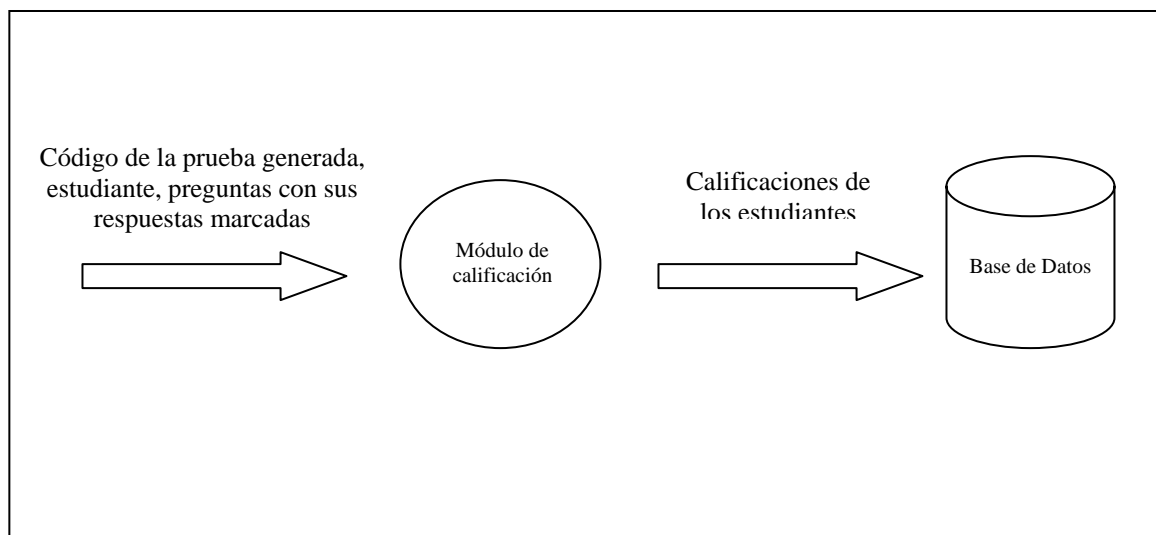 Código de la prueba generada,
estudiante, preguntas con sus
respuestas marcadas
Módulo de
calificación
Calificaciones de
los estudiantes
Base de Datos